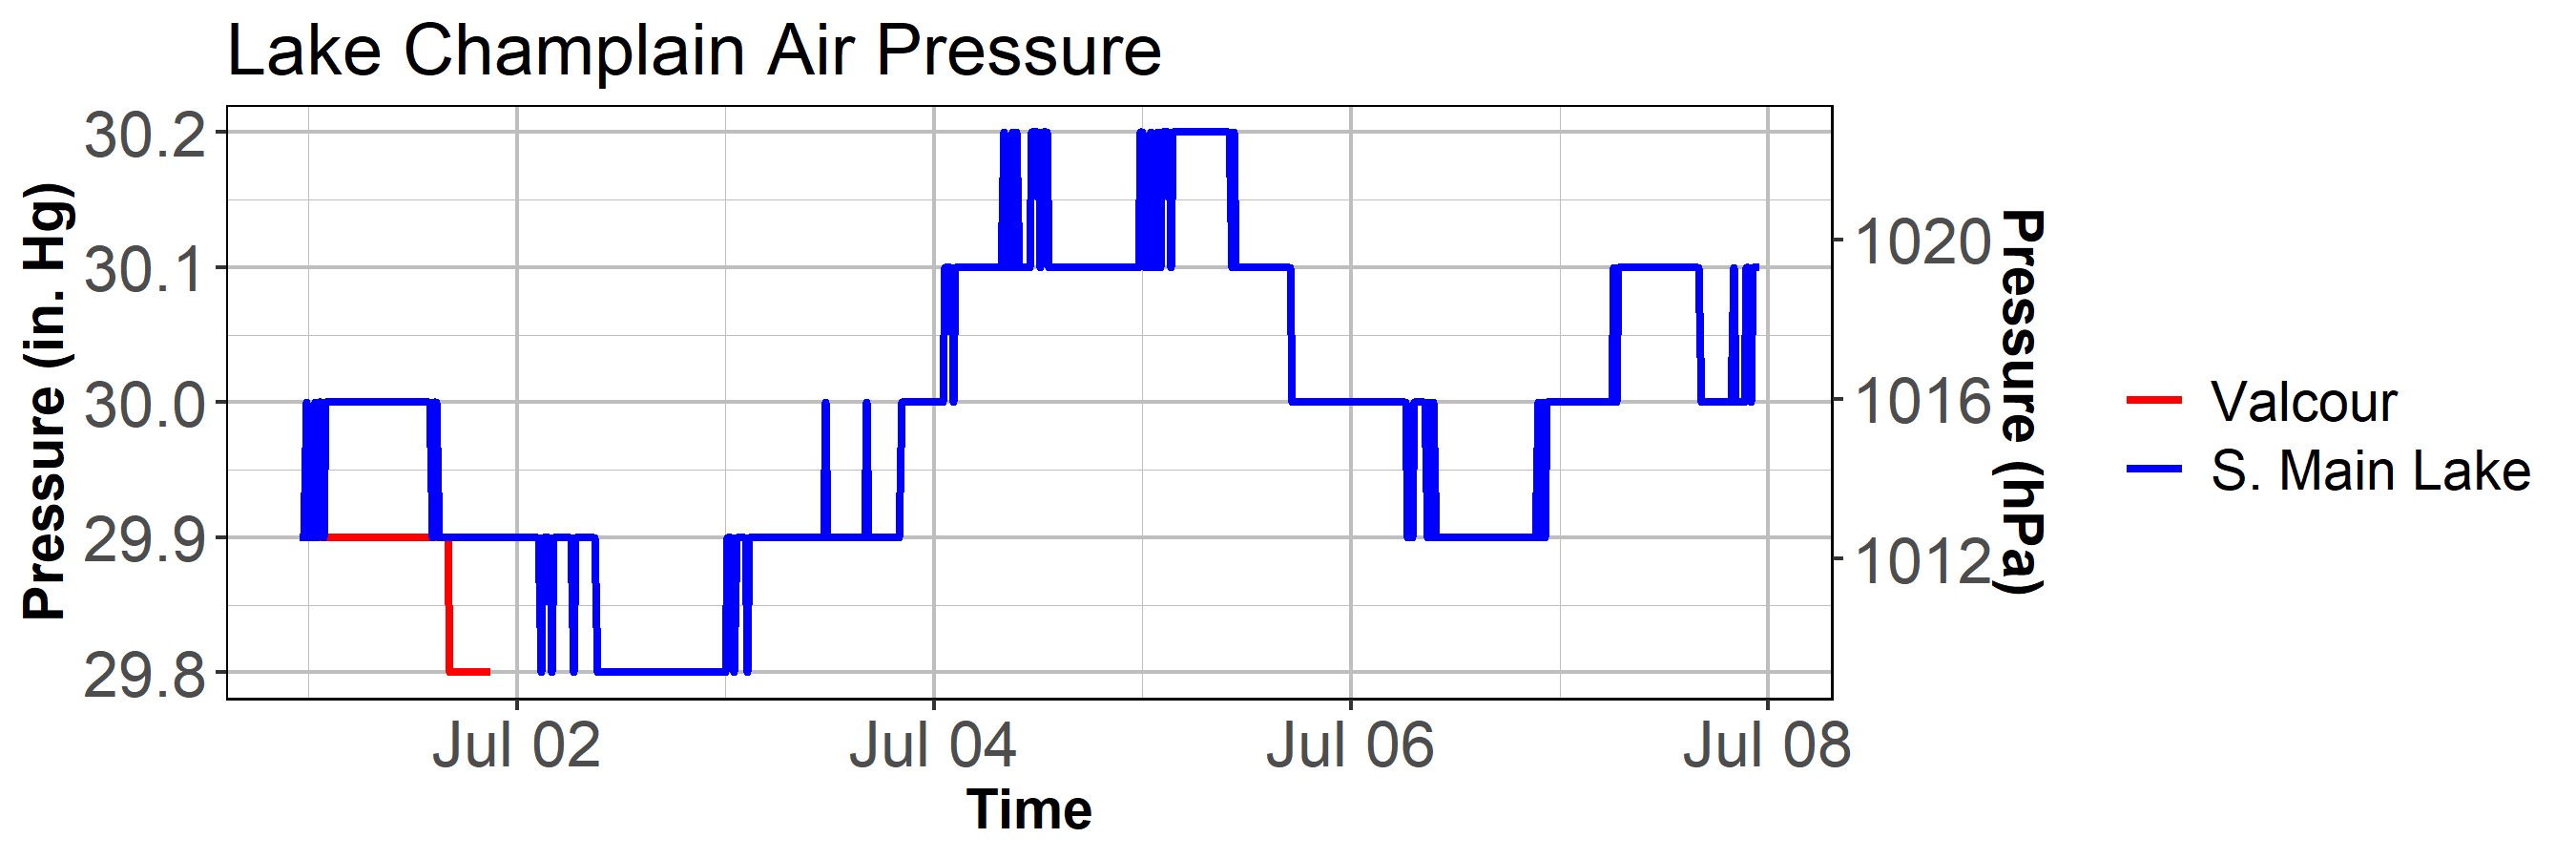 Lake Champlain Air Pressure
30.2
30.1
30.0
29.9
29.8
Pressure (in. Hg)
1020
1016
1012
Pressure (hPa)
Jul 02
Jul 04
Jul 06
Jul 08
Time
Valcour
S. Main Lake